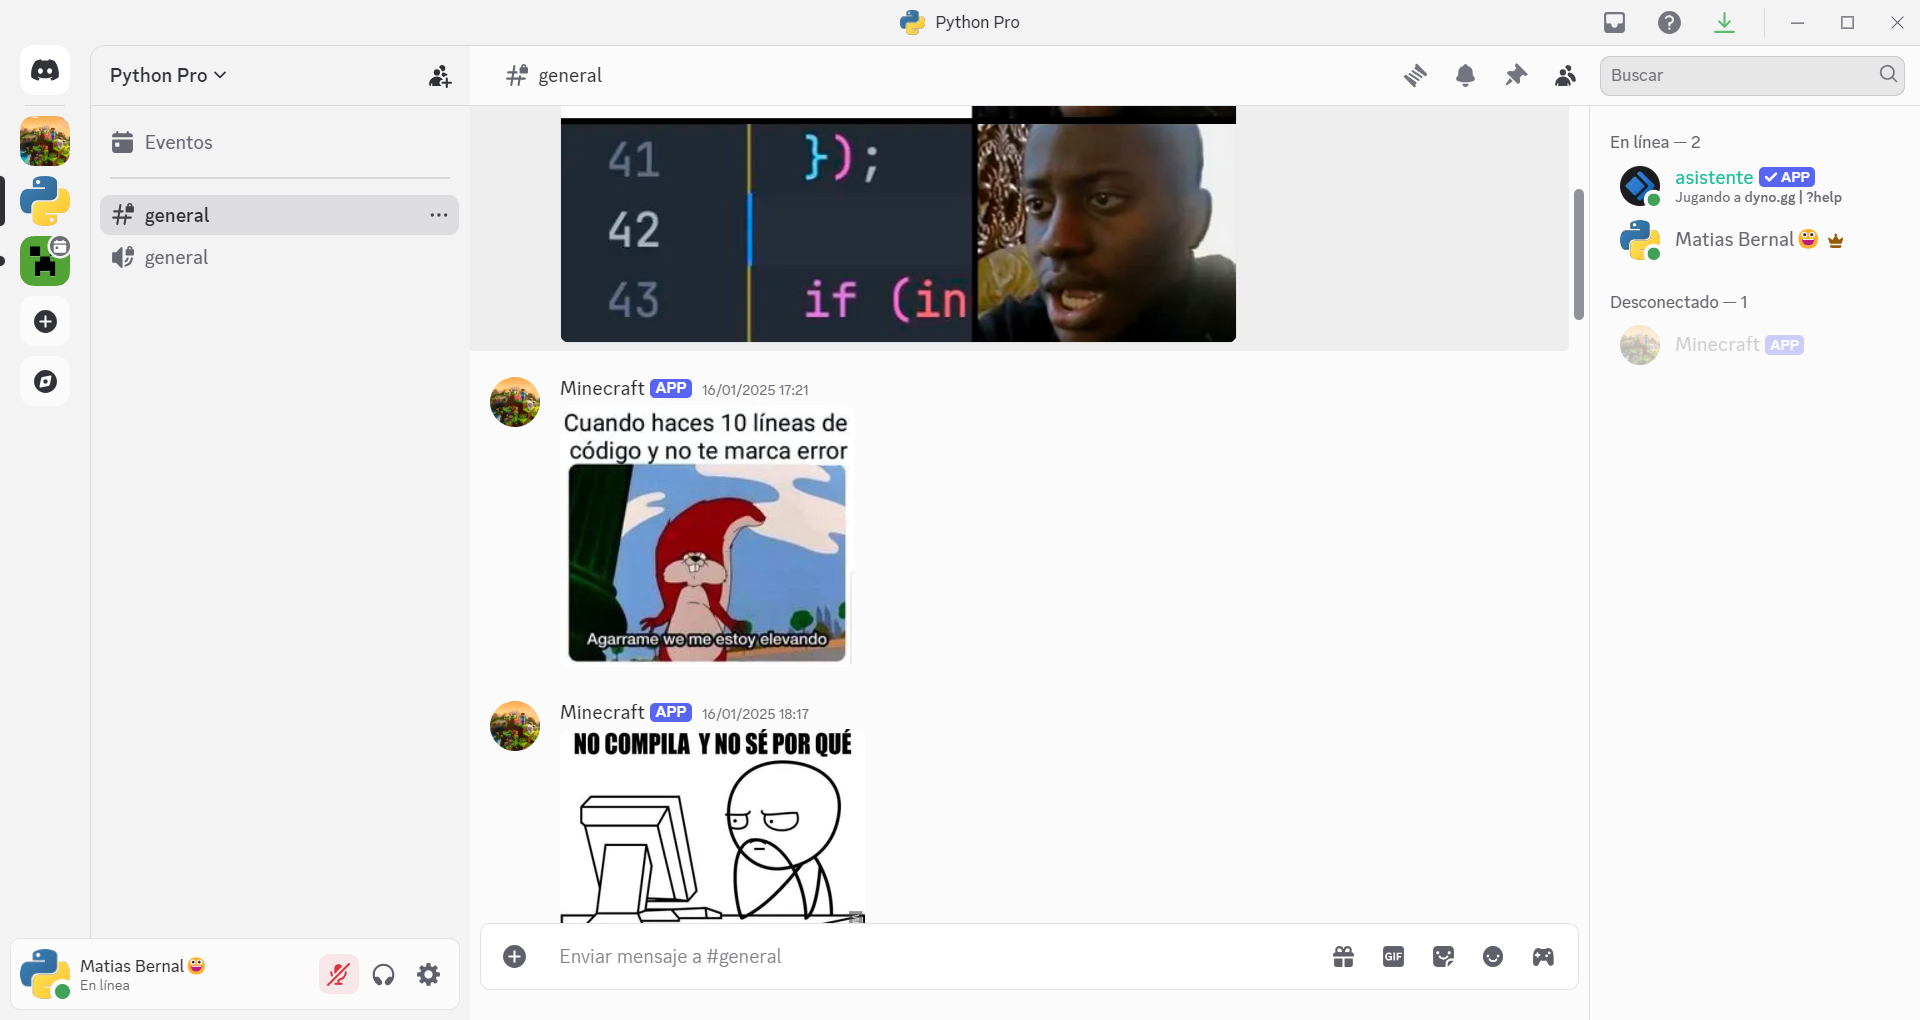 Python Pro
Python Pro
general
Buscar
Eventos
general
general
41 });
42
43 if (in
Minecraft APP 16/01/2025 17:21
Cuando haces 10 líneas de
código y no te marca error
Agarrame we me estoy elevando
Minecraft APP 16/01/2025 18:17
NO COMPILA Y NO SÉ POR QUÉ
Enviar mensaje a #general
GIF
Matias Bernal
En línea
En línea — 2
asistente APP
Jugando a dyno.gg | ?help
Matias Bernal
Desconectado — 1
Minecraft APP